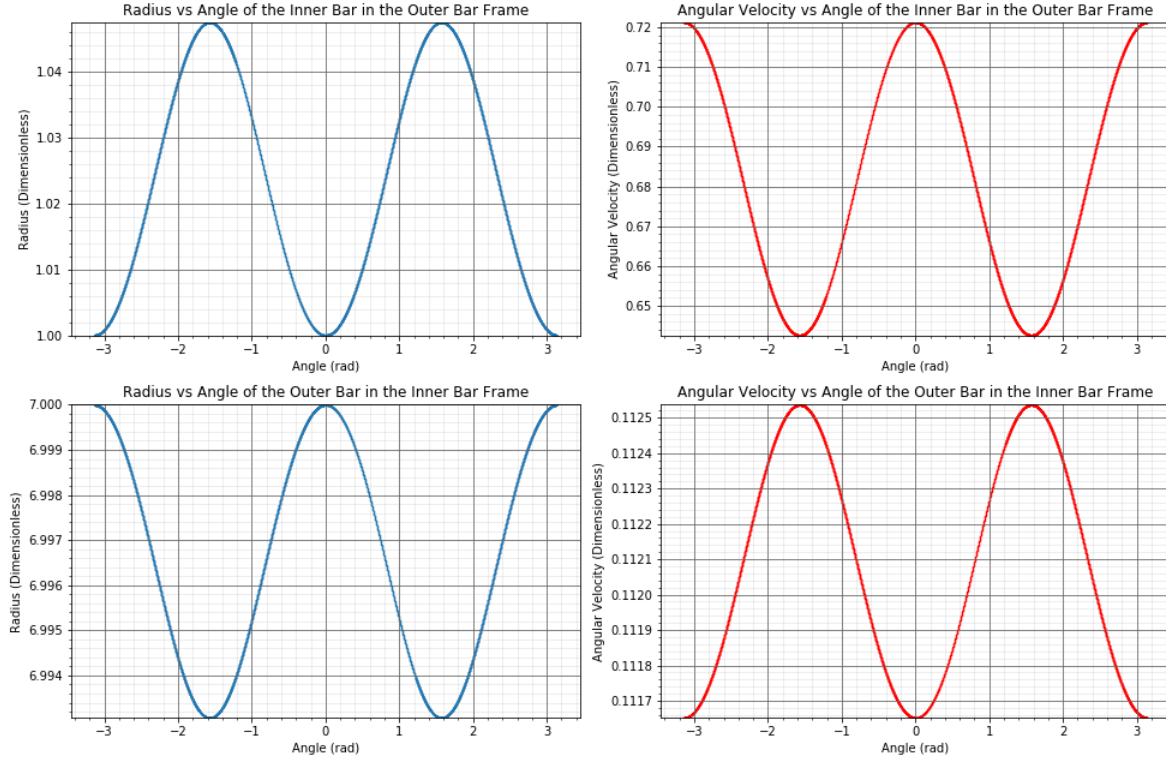 Radius vs Angle of the Inner Bar in the Outer Bar Frame
Radius (Dimensionless)
1.04
1.03
1.02
1.01
1.00
−3 −2 −1 0 1 2 3
Angle (rad)
Angular Velocity vs Angle of the Inner Bar in the Outer Bar Frame
Angular Velocity (Dimensionless)
0.72
0.71
0.70
0.69
0.68
0.67
0.66
0.65
−3 −2 −1 0 1 2 3
Angle (rad)
Radius vs Angle of the Outer Bar in the Inner Bar Frame
Radius (Dimensionless)
7.000
6.999
6.998
6.997
6.996
6.995
6.994
−3 −2 −1 0 1 2 3
Angle (rad)
Angular Velocity vs Angle of the Outer Bar in the Inner Bar Frame
Angular Velocity (Dimensionless)
0.1125
0.1124
0.1123
0.1122
0.1121
0.1120
0.1119
0.1118
0.1117
−3 −2 −1 0 1 2 3
Angle (rad)